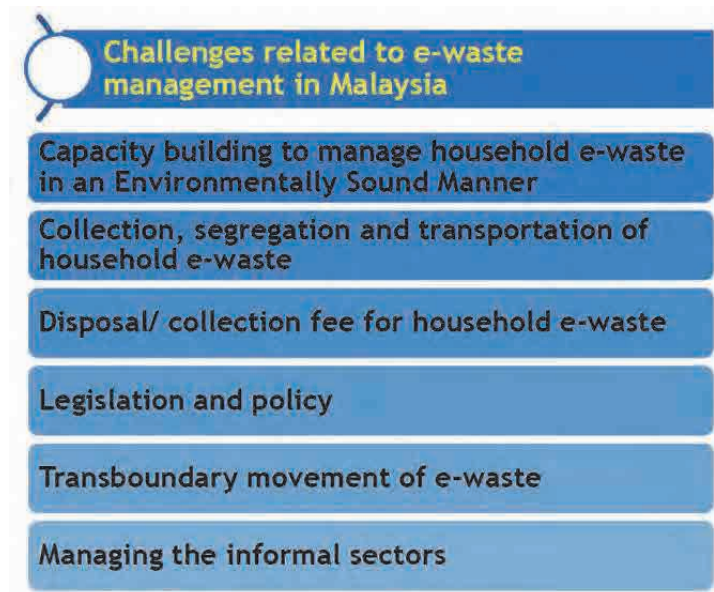 Challenges related to e-waste
management in Malaysia
Capacity building to manage household e-waste
in an Environmentally Sound Manner
Collection, segregation and transportation of
household e-waste
Disposal/ collection fee for household e-waste
Legislation and policy
Transboundary movement of e-waste
Managing the informal sectors